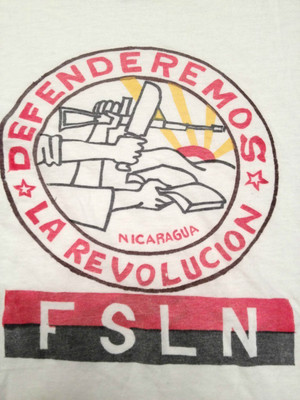 DEFENDEREMOS
LA REVOLUCION
NICARAGUA
FSLN